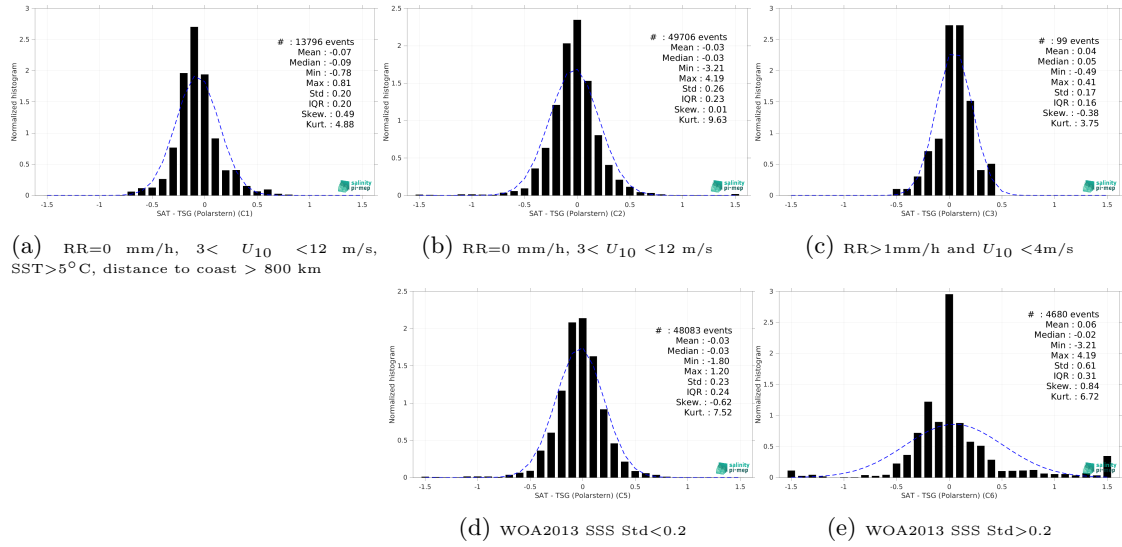 3
2.5
2
1.5
1
0.5
0
Normalized histogram
# : 13796 events
Mean : -0.07
Median : -0.09
Min : -0.78
Max : 0.81
Std : 0.20
IQR : 0.20
Skew. : 0.49
Kurt. : 4.88
salinity
pi-mep
-1.5 -1 -0.5 0 0.5 1 1.5
SAT - TSG (Polarstern) (C1)
(a) RR=0 mm/h, 3< U10 <12 m/s,
SST>5°C, distance to coast > 800 km
2.5
2
1.5
1
0.5
0
Normalized histogram
# : 49706 events
Mean : -0.03
Median : -0.03
Min : -3.21
Max : 4.19
Std : 0.26
IQR : 0.23
Skew. : 0.01
Kurt. : 9.63
salinity
pi-mep
-1.5 -1 -0.5 0 0.5 1 1.5
SAT - TSG (Polarstern) (C2)
(b) RR=0 mm/h, 3< U10 <12 m/s
3
2.5
2
1.5
1
0.5
0
Normalized histogram
# : 99 events
Mean : 0.04
Median : 0.05
Min : -0.49
Max : 0.41
Std : 0.17
IQR : 0.16
Skew. : -0.38
Kurt. : 3.75
salinity
pi-mep
-1.5 -1 -0.5 0 0.5 1 1.5
SAT - TSG (Polarstern) (C3)
(c) RR>1mm/h and U10 <4m/s
2.5
2
1.5
1
0.5
0
Normalized histogram
# : 48083 events
Mean : -0.03
Median : -0.03
Min : -1.80
Max : 1.20
Std : 0.23
IQR : 0.24
Skew. : -0.62
Kurt. : 7.52
salinity
pi-mep
-1.5 -1 -0.5 0 0.5 1 1.5
SAT - TSG (Polarstern) (C5)
(d) WOA2013 SSS Std<0.2
3
2.5
2
1.5
1
0.5
0
Normalized histogram
# : 4680 events
Mean : 0.06
Median : -0.02
Min : -3.21
Max : 4.19
Std : 0.61
IQR : 0.31
Skew. : 0.84
Kurt. : 6.72
salinity
pi-mep
-1.5 -1 -0.5 0 0.5 1 1.5
SAT - TSG (Polarstern) (C6)
(e) WOA2013 SSS Std>0.2